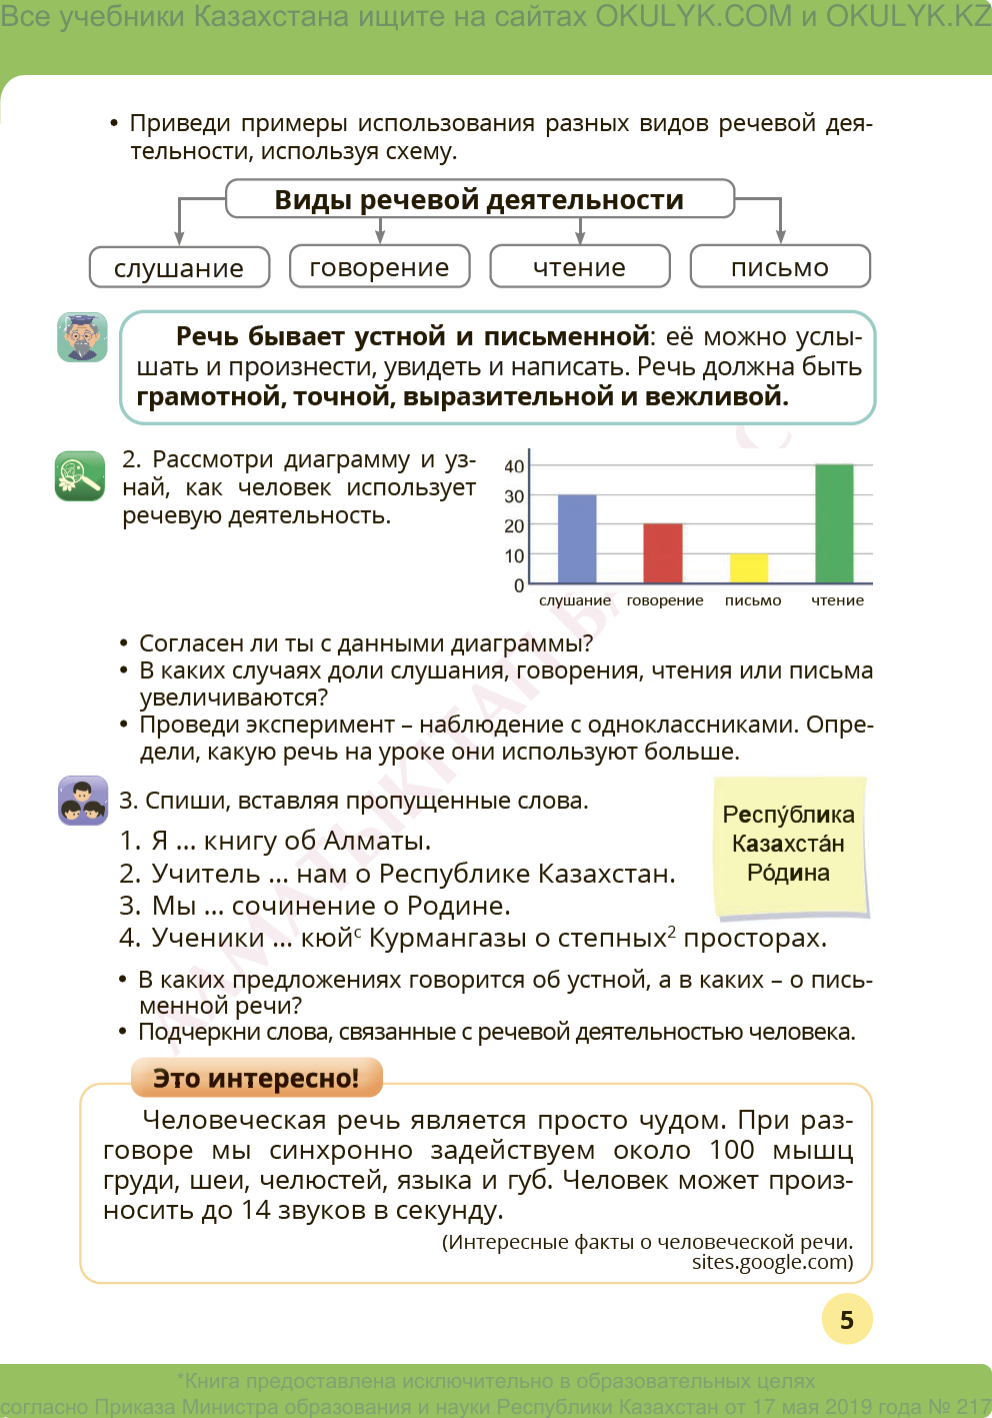 Все учебники Казахстана ищите на сайтах OKULYK.COM и OKULYK.KZ
• Приведи примеры использования разных видов речевой дея-
тельности, используя схему.
Виды речевой деятельности
слушание говорение чтение письмо
Речь бывает устной и письменной: её можно услы-
шать и произнести, увидеть и написать. Речь должна быть
грамотной, точной, выразительной и вежливой.
2. Рассмотри диаграмму и уз-
най, как человек использует
речевую деятельность.
40
30
20
10
0
слушание говорение письмо чтение
• Согласен ли ты с данными диаграммы?
• В каких случаях доли слушания, говорения, чтения или письма
увеличиваются?
• Проведи эксперимент – наблюдение с одноклассниками. Опре-
дели, какую речь на уроке они используют больше.
3. Спиши, вставляя пропущенные слова.
Респу́блика
Казахста́н
Ро́дина
1. Я ... книгу об Алматы.
2. Учитель ... нам о Республике Казахстан.
3. Мы ... сочинение о Родине.
4. Ученики ... кюйᶜ Курмангазы о степных² просторах.
• В каких предложениях говорится об устной, а в каких – о пись-
менной речи?
• Подчеркни слова, связанные с речевой деятельностью человека.
Это интересно!
Человеческая речь является просто чудом. При раз-
говоре мы синхронно задействуем около 100 мышц
груди, шеи, челюстей, языка и губ. Человек может произ-
носить до 14 звуков в секунду.
(Интересные факты о человеческой речи.
sites.google.com)
5
*Книга предоставлена исключительно в образовательных целях
согласно Приказа Министра образования и науки Республики Казахстан от 17 мая 2019 года № 217